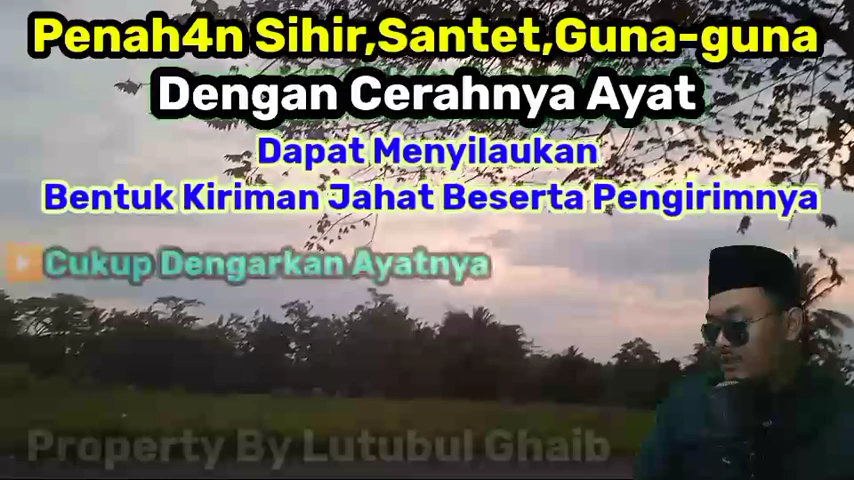 Penah4n Sihir,Santet,Guna-guna
Dengan Cerahnya Ayat
Dapat Menyilaukan
Bentuk Kiriman Jahat Beserta Pengirimnya
Cukup Dengarkan Ayatnya
Property By Lutubul Ghaib